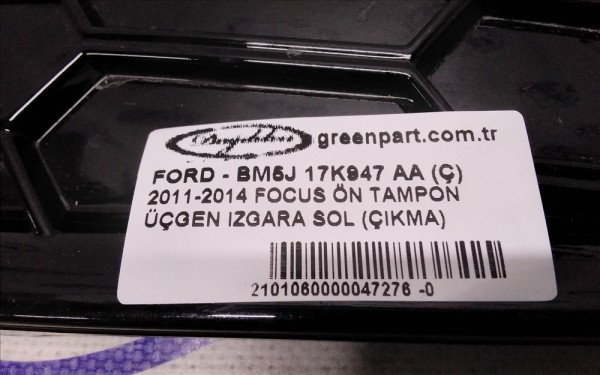 greenpart.com.tr
FORD - BM5J 17K947 AA (Ç)
2011-2014 FOCUS ÖN TAMPON
ÜÇGEN IZGARA SOL (ÇIKMA)
2101060000047276 -0